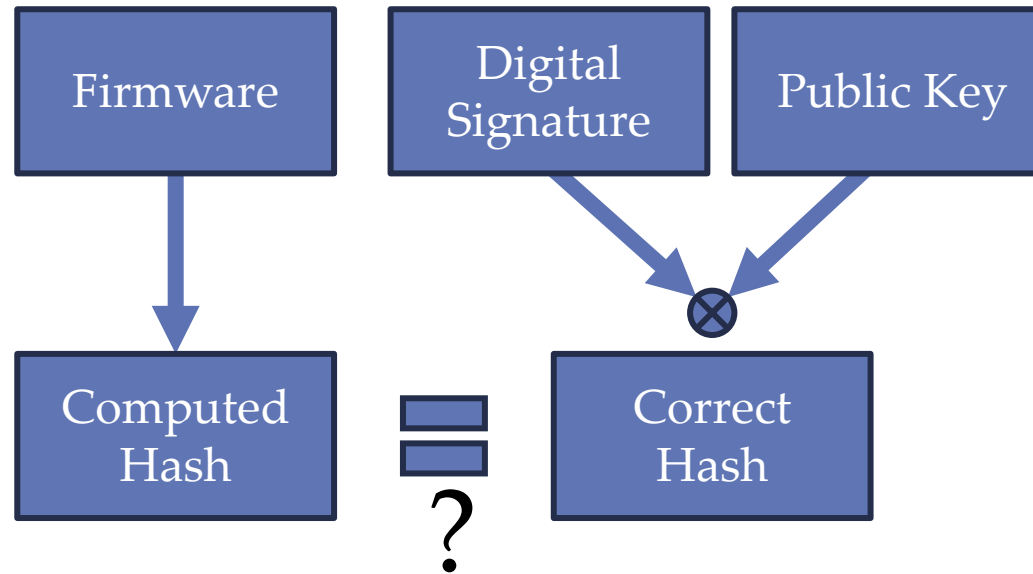 Firmware
Digital
Signature
Public Key
Computed
Hash
=
?
Correct
Hash